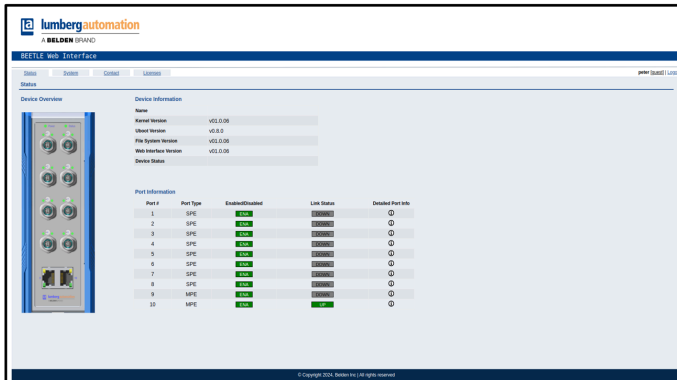 lumbergautomation
A BELDEN BRAND
BEETLE Web Interface
Status System Contact Licenses peter [guest] |
Status
Device Overview
Device Information
Name
Kernel Version v01.0.06
Uboot Version v0.8.0
File System Version v01.0.06
Web Interface Version v01.0.06
Device Status
Port Information
Port # Port Type Enabled/Disabled Link Status Detailed Port Info
1 SPE ENA DOWN
2 SPE ENA DOWN
3 SPE ENA DOWN
4 SPE ENA DOWN
5 SPE ENA DOWN
6 SPE ENA DOWN
7 SPE ENA DOWN
8 SPE ENA DOWN
9 MPE ENA DOWN
10 MPE ENA UP
© Copyright 2024, Belden Inc | All rights reserved